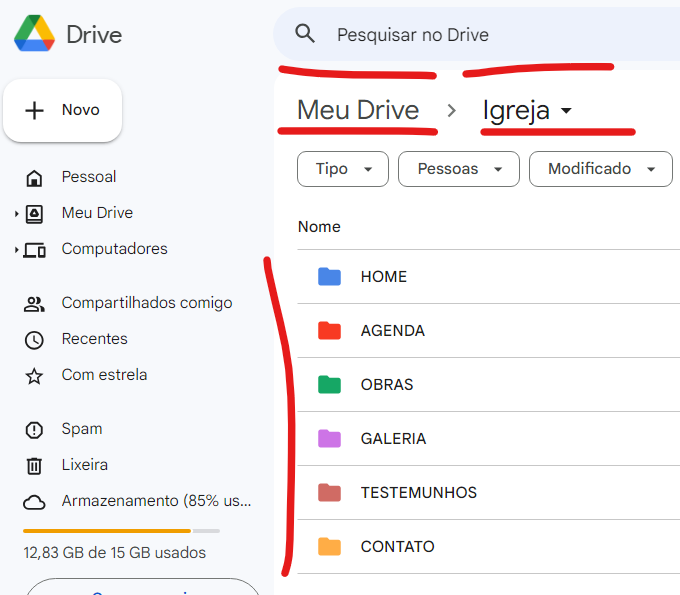 Drive
Pesquisar no Drive
Novo
Meu Drive > Igreja
Tipo Pessoas Modificado
Pessoal
Meu Drive
Computadores
Compartilhados comigo
Recentes
Com estrela
Spam
Lixeira
Armazenamento (85% us...
12,83 GB de 15 GB usados
Nome
HOME
AGENDA
OBRAS
GALERIA
TESTEMUNHOS
CONTATO